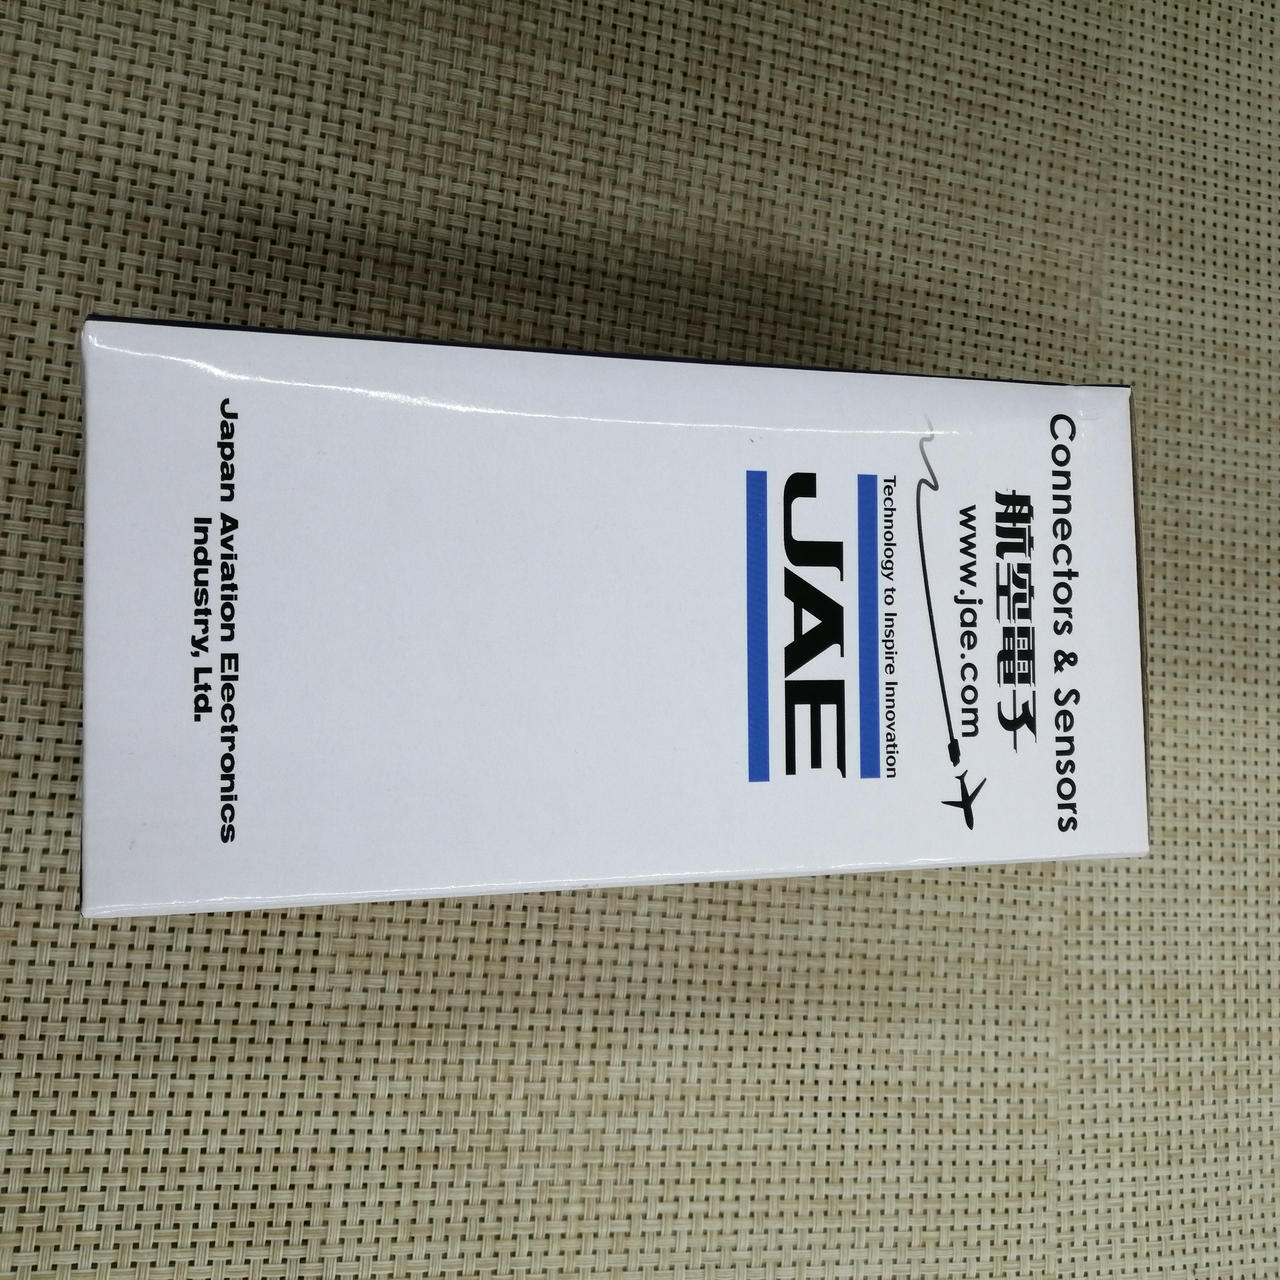 Connectors & Sensors
航空電子
www.jae.com
Technology to Inspire Innovation
JAE
Japan Aviation Electronics
Industry, Ltd.